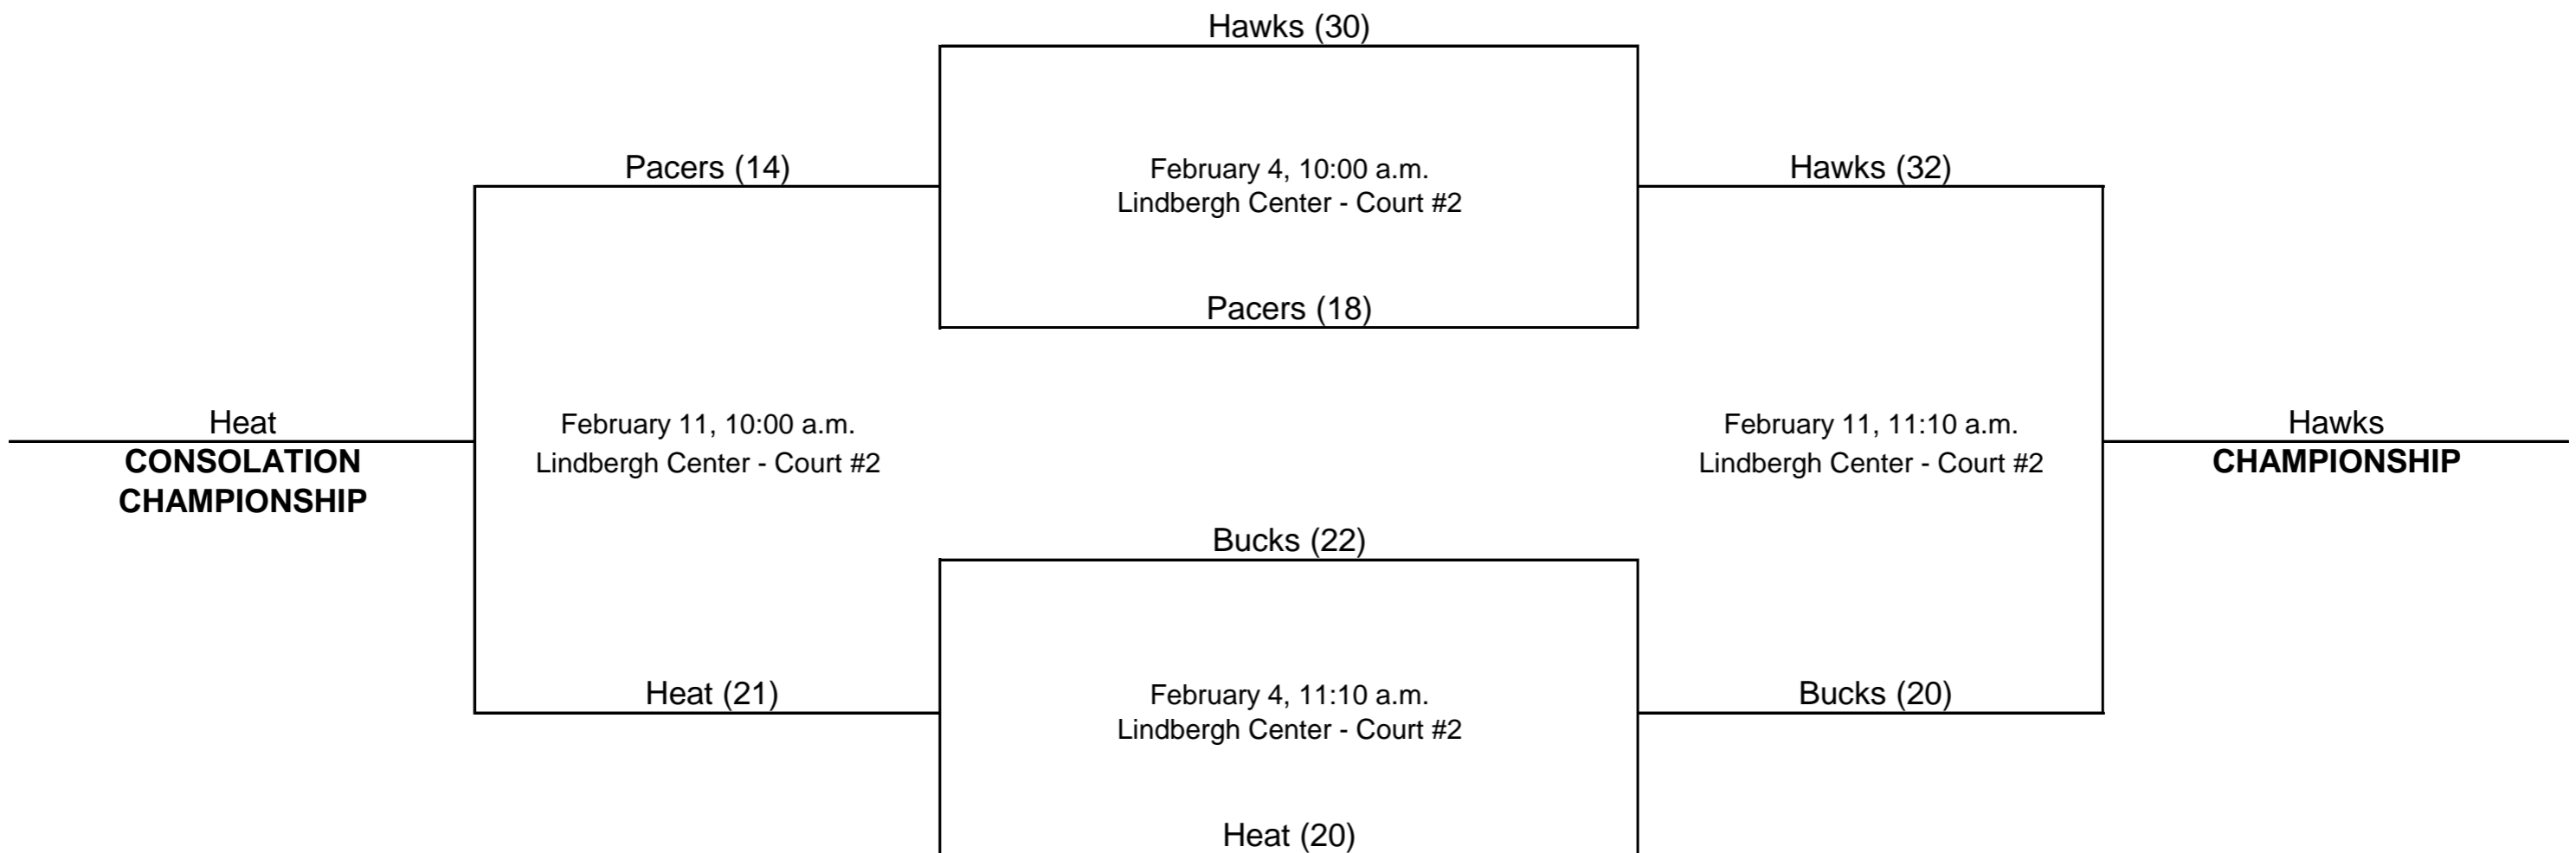 Hawks (30)
Pacers (14)
February 4, 10:00 a.m.
Lindbergh Center - Court #2
Hawks (32)
Pacers (18)
Heat
CONSOLATION
CHAMPIONSHIP
February 11, 10:00 a.m.
Lindbergh Center - Court #2
February 11, 11:10 a.m.
Lindbergh Center - Court #2
Hawks
CHAMPIONSHIP
Bucks (22)
Heat (21)
February 4, 11:10 a.m.
Lindbergh Center - Court #2
Bucks (20)
Heat (20)